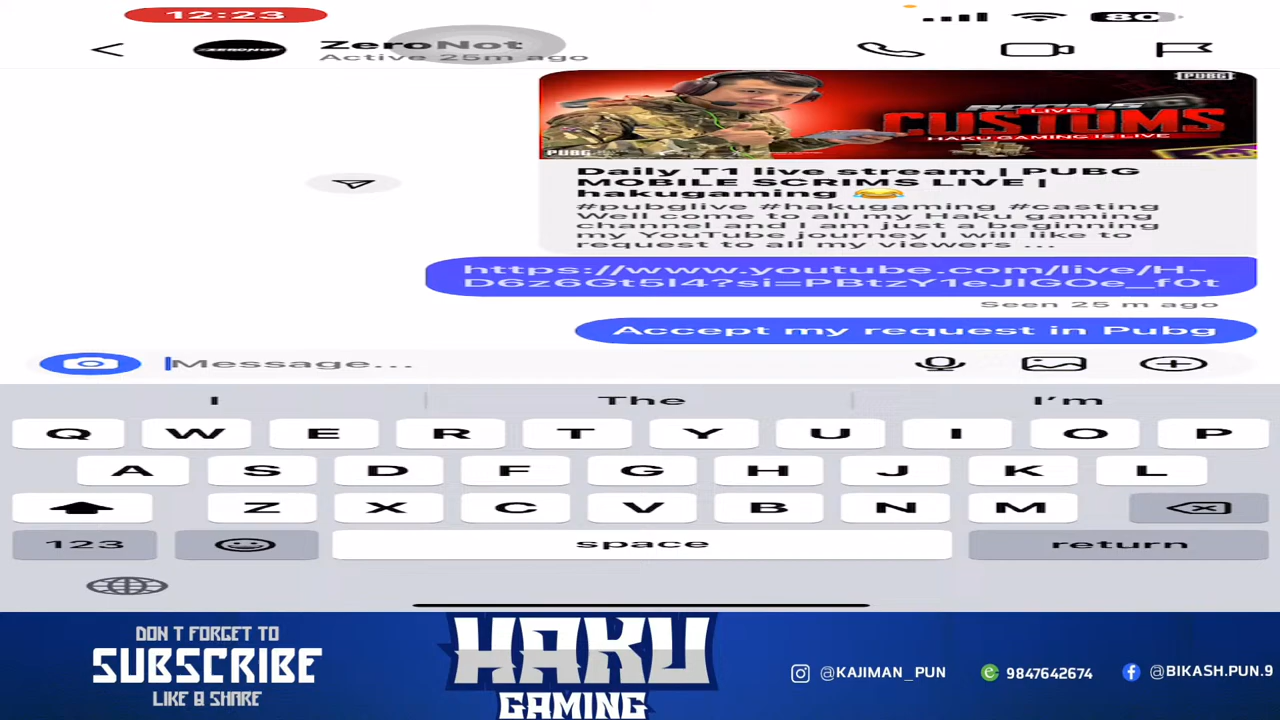 12:23
80
ZeroNot
Active 25m ago
ZERONOT
PUBG
LIVE
CUSTOMS
HAKU GAMING IS LIVE
PUBG
Daily T1 live stream | PUBG
MOBILE SCRIMS LIVE |
hakugaming 😂
#pubglive #hakugaming #casting
Well come to all my Haku gaming
channel and I am just a beginning
my YouTube journey I will like to
request to all my viewers ...
https://www.youtube.com/live/H-
D6z6Gt5I4?si=PBtzY1eJIGOe_f0t
Seen 25 m ago
Accept my request in Pubg
Message...
I The I'm
Q W E R T Y U I O P
A S D F G H J K L
Z X C V B N M
123 space return
DON T FORGET TO
SUBSCRIBE
LIKE & SHARE
HAKU
GAMING
@KAJIMAN_PUN
9847642674
@BIKASH.PUN.9